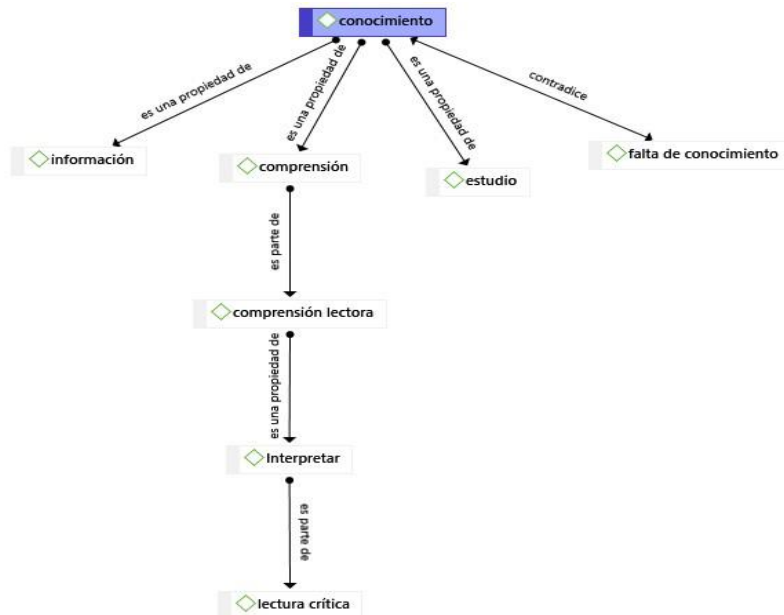 conocimiento
es una propiedad de
es una propiedad de
es una propiedad de
contradice
información
comprensión
estudio
falta de conocimiento
es parte de
comprensión lectora
es una propiedad de
Interpretar
es parte de
lectura crítica